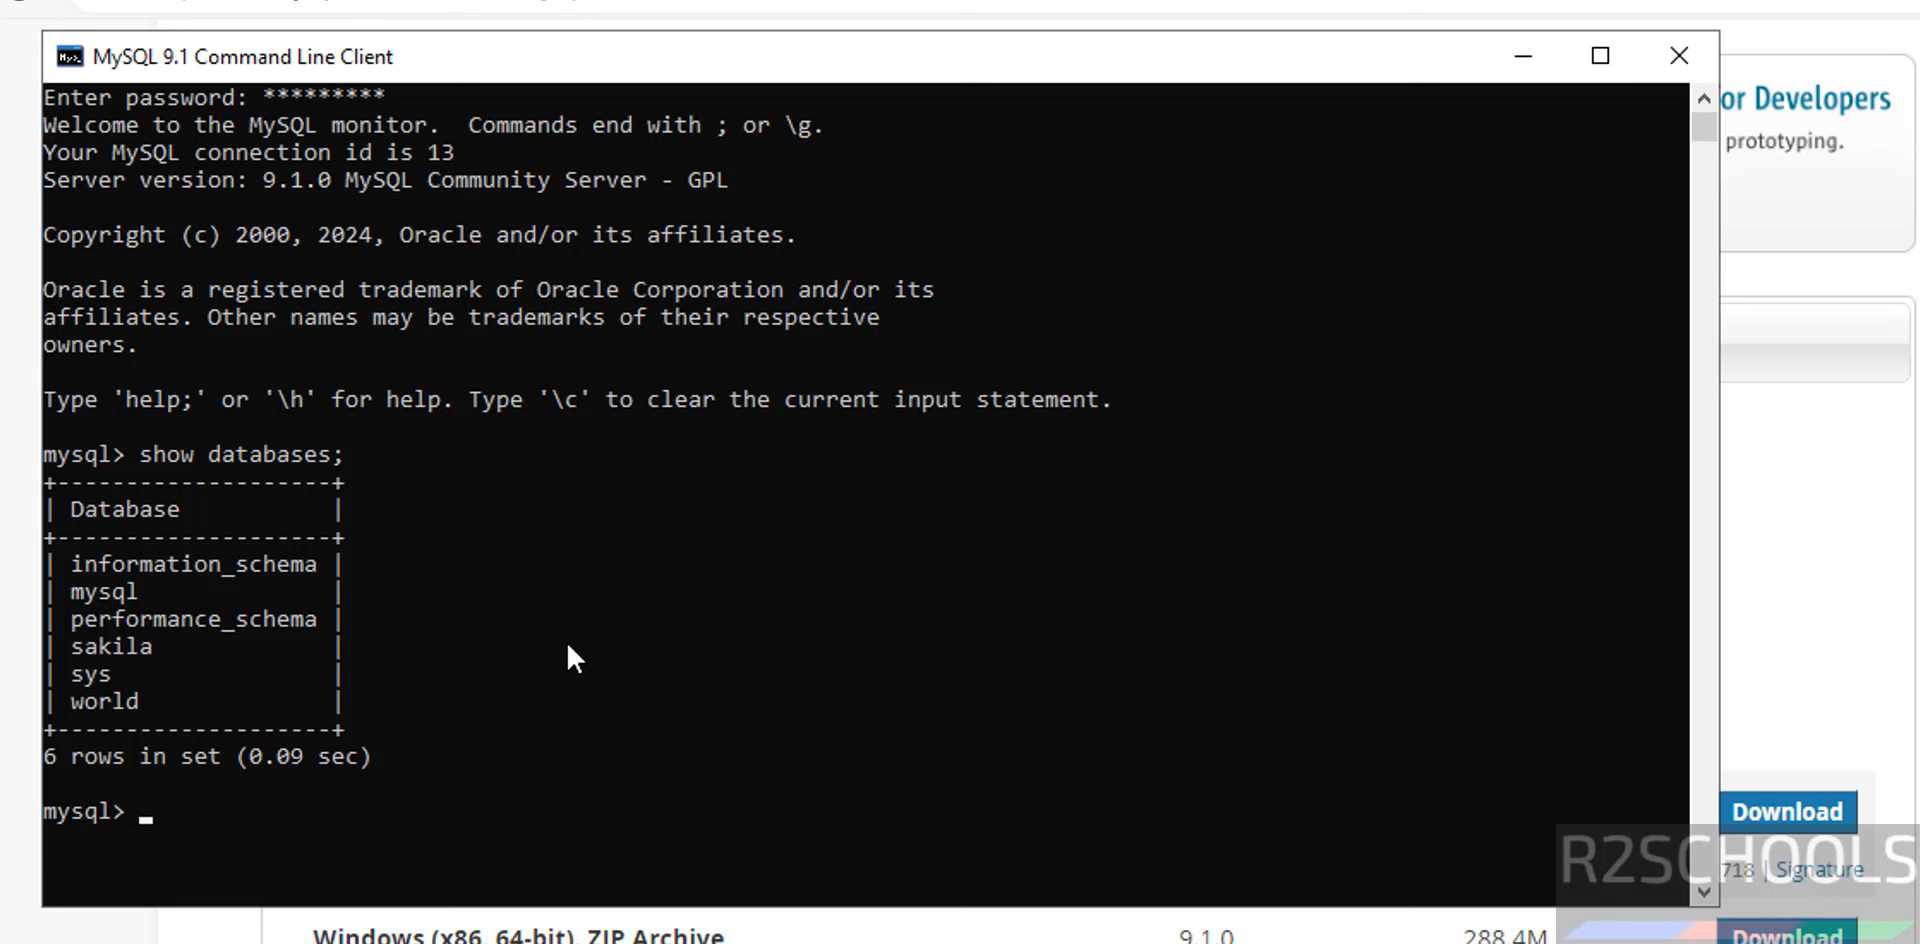 MySQL 9.1 Command Line Client
Enter password: *********
Welcome to the MySQL monitor.  Commands end with ; or \g.
Your MySQL connection id is 13
Server version: 9.1.0 MySQL Community Server - GPL
Copyright (c) 2000, 2024, Oracle and/or its affiliates.
Oracle is a registered trademark of Oracle Corporation and/or its
affiliates. Other names may be trademarks of their respective
owners.
Type 'help;' or '\h' for help. Type '\c' to clear the current input statement.
mysql> show databases;
+--------------------+
| Database           |
+--------------------+
| information_schema |
| mysql              |
| performance_schema |
| sakila             |
| sys                |
| world              |
+--------------------+
6 rows in set (0.09 sec)
mysql> _
or Developers
prototyping.
Download
R2SCHOOLS
718 | Signature
Windows (x86, 64-bit), ZIP Archive 9.1.0 288.4M Download